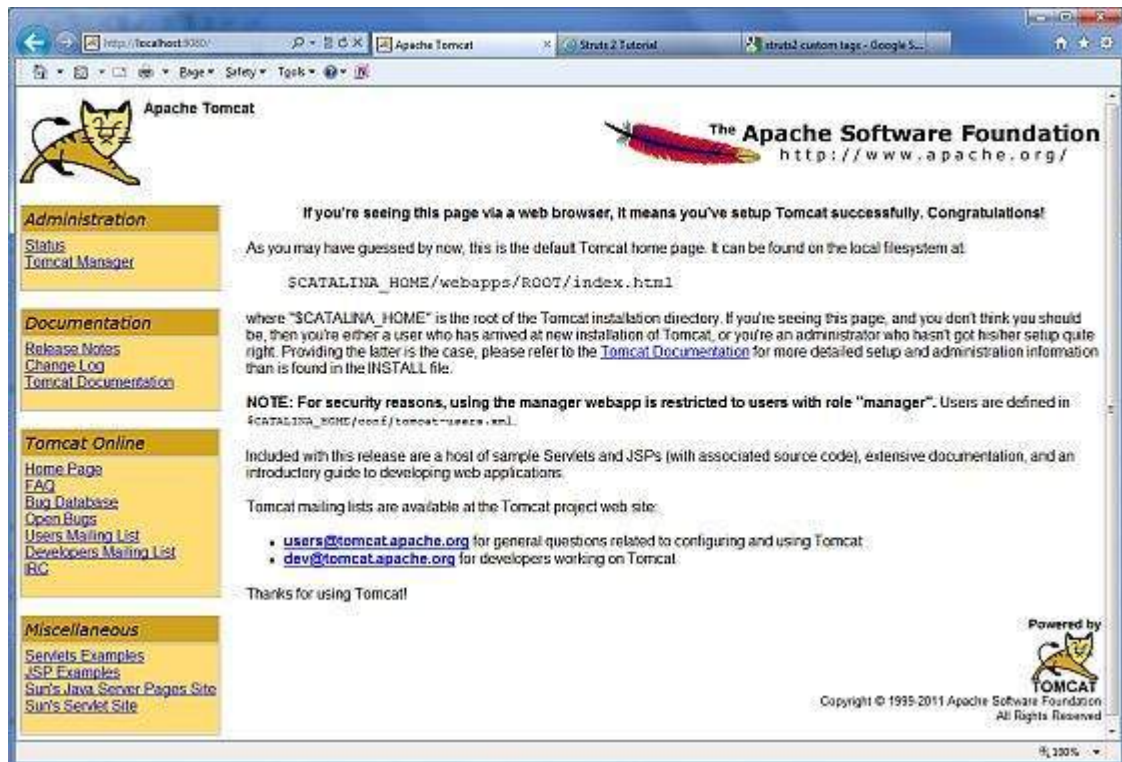 http://localhost:8080/
Apache Tomcat
Struts 2 Tutorial
struts2 custom tags - Google S...
Page
Safety
Tools
Apache Tomcat
The Apache Software Foundation
http://www.apache.org/
Administration
Status
Tomcat Manager
Documentation
Release Notes
Change Log
Tomcat Documentation
Tomcat Online
Home Page
FAQ
Bug Database
Open Bugs
Users Mailing List
Developers Mailing List
IRC
Miscellaneous
Servlets Examples
JSP Examples
Sun's Java Server Pages Site
Sun's Servlet Site
If you're seeing this page via a web browser, it means you've setup Tomcat successfully. Congratulations!
As you may have guessed by now, this is the default Tomcat home page. It can be found on the local filesystem at:
$CATALINA_HOME/webapps/ROOT/index.html
where "$CATALINA_HOME" is the root of the Tomcat installation directory. If you're seeing this page, and you don't think you should
be, then you're either a user who has arrived at new installation of Tomcat, or you're an administrator who hasn't got his/her setup quite
right. Providing the latter is the case, please refer to the Tomcat Documentation for more detailed setup and administration information
than is found in the INSTALL file.
NOTE: For security reasons, using the manager webapp is restricted to users with role "manager". Users are defined in
$CATALINA_HOME/conf/tomcat-users.xml.
Included with this release are a host of sample Servlets and JSPs (with associated source code), extensive documentation, and an
introductory guide to developing web applications.
Tomcat mailing lists are available at the Tomcat project web site:
users@tomcat.apache.org for general questions related to configuring and using Tomcat
dev@tomcat.apache.org for developers working on Tomcat
Thanks for using Tomcat!
Powered by
TOMCAT
Copyright © 1999-2011 Apache Software Foundation
All Rights Reserved
100%